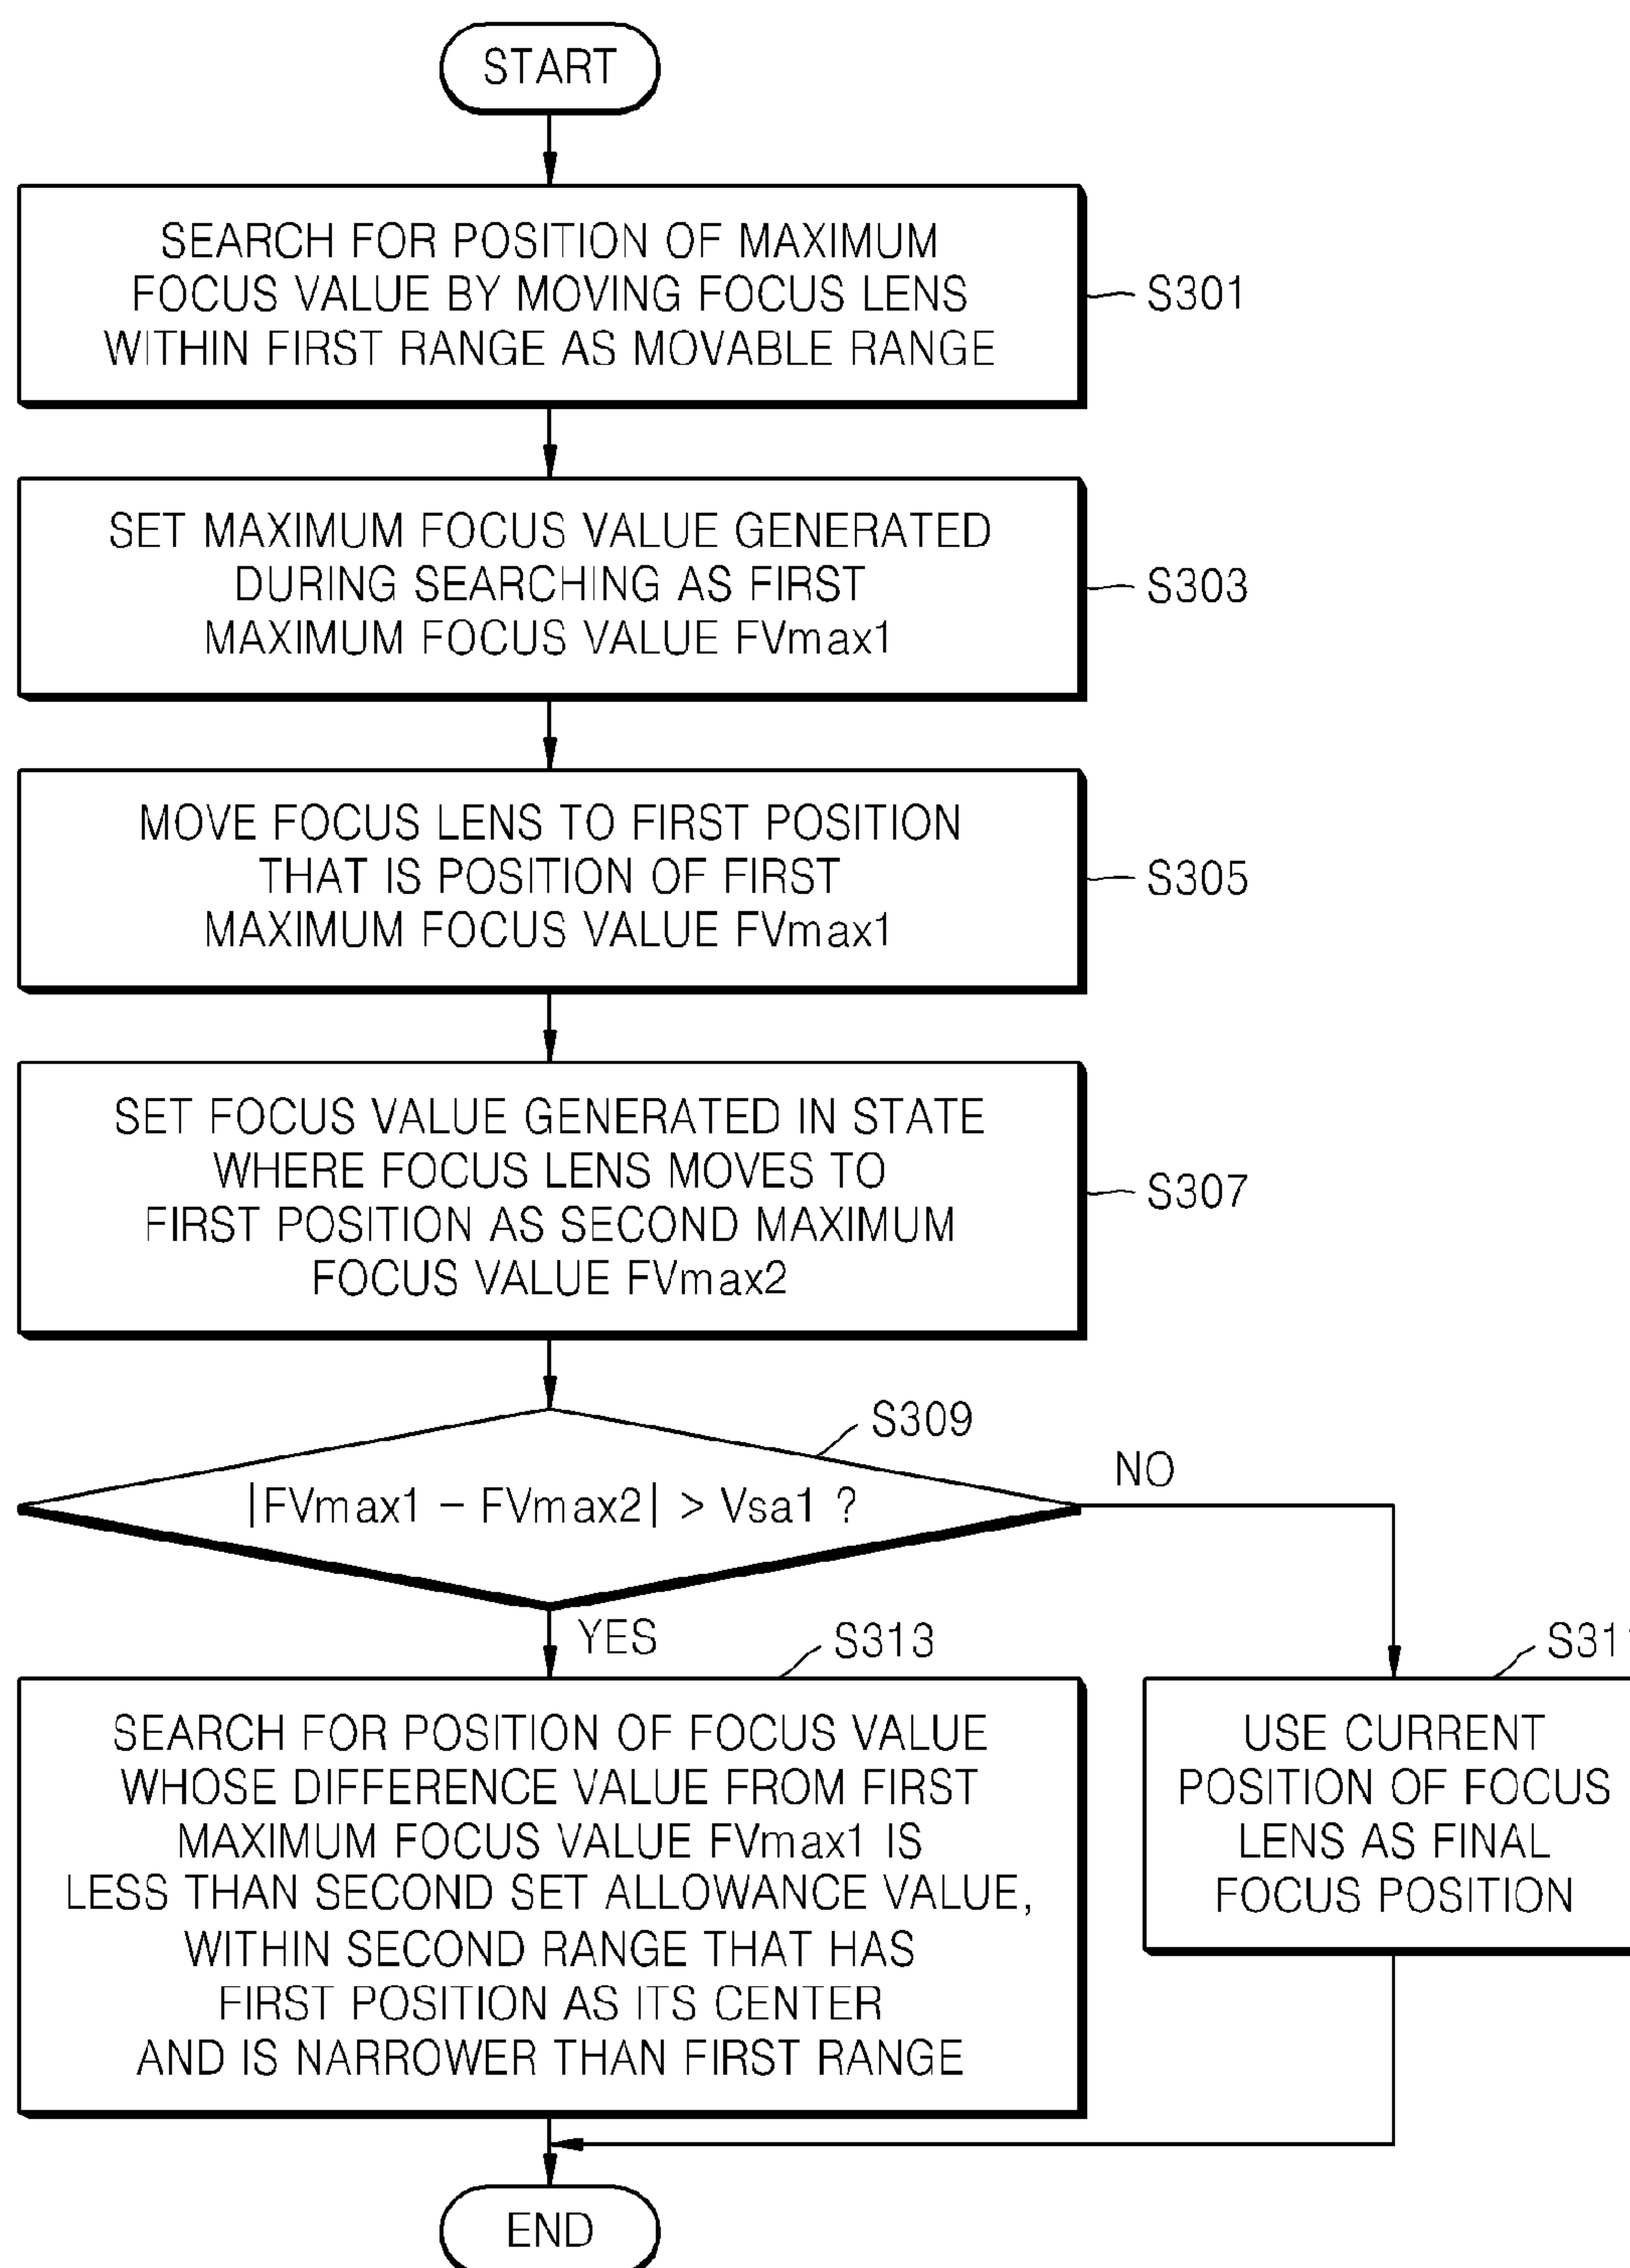 START
SEARCH FOR POSITION OF MAXIMUM
FOCUS VALUE BY MOVING FOCUS LENS
WITHIN FIRST RANGE AS MOVABLE RANGE
S301
SET MAXIMUM FOCUS VALUE GENERATED
DURING SEARCHING AS FIRST
MAXIMUM FOCUS VALUE FVmax1
S303
MOVE FOCUS LENS TO FIRST POSITION
THAT IS POSITION OF FIRST
MAXIMUM FOCUS VALUE FVmax1
S305
SET FOCUS VALUE GENERATED IN STATE
WHERE FOCUS LENS MOVES TO
FIRST POSITION AS SECOND MAXIMUM
FOCUS VALUE FVmax2
S307
S309
|FVmax1 – FVmax2| > Vsa1 ?
NO
YES
S313
SEARCH FOR POSITION OF FOCUS VALUE
WHOSE DIFFERENCE VALUE FROM FIRST
MAXIMUM FOCUS VALUE FVmax1 IS
LESS THAN SECOND SET ALLOWANCE VALUE,
WITHIN SECOND RANGE THAT HAS
FIRST POSITION AS ITS CENTER
AND IS NARROWER THAN FIRST RANGE
S311
USE CURRENT
POSITION OF FOCUS
LENS AS FINAL
FOCUS POSITION
END